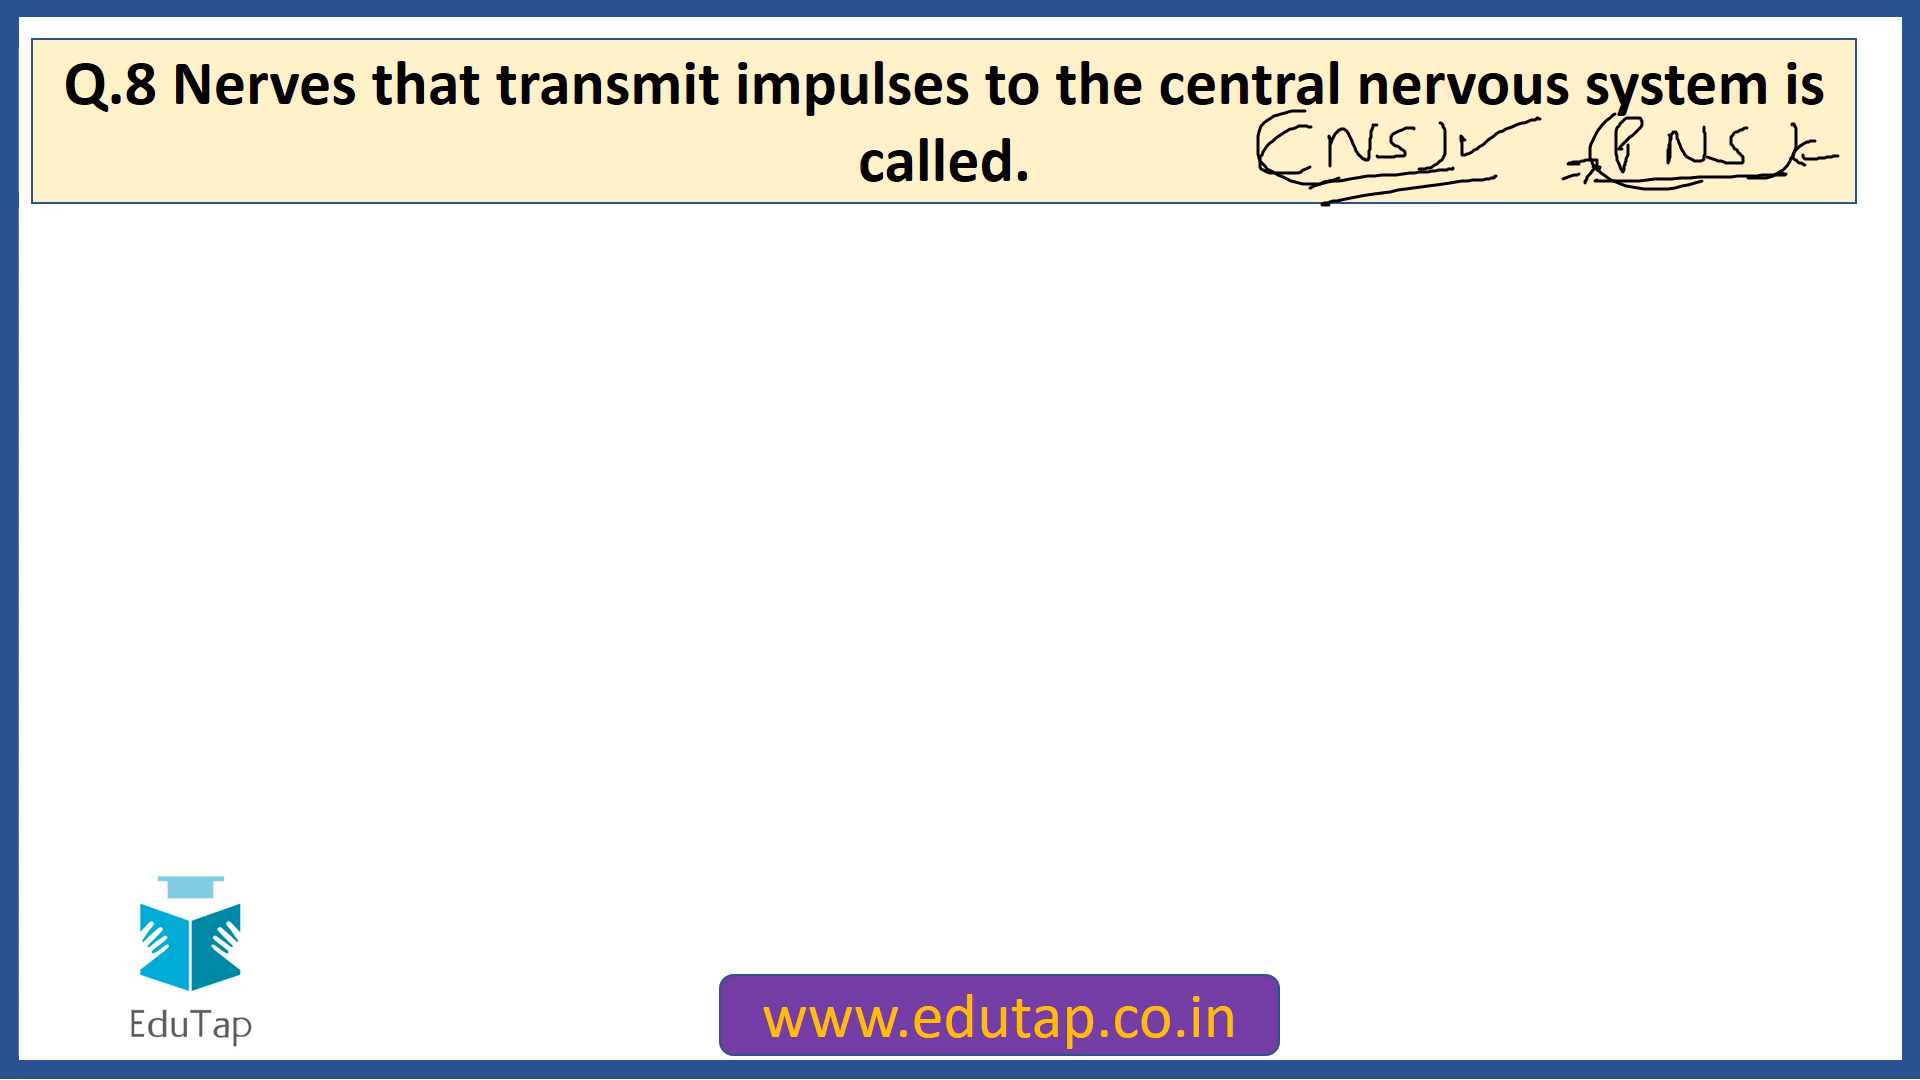 Q.8 Nerves that transmit impulses to the central nervous system is
called.
(CNS) (PNS)
EduTap
www.edutap.co.in